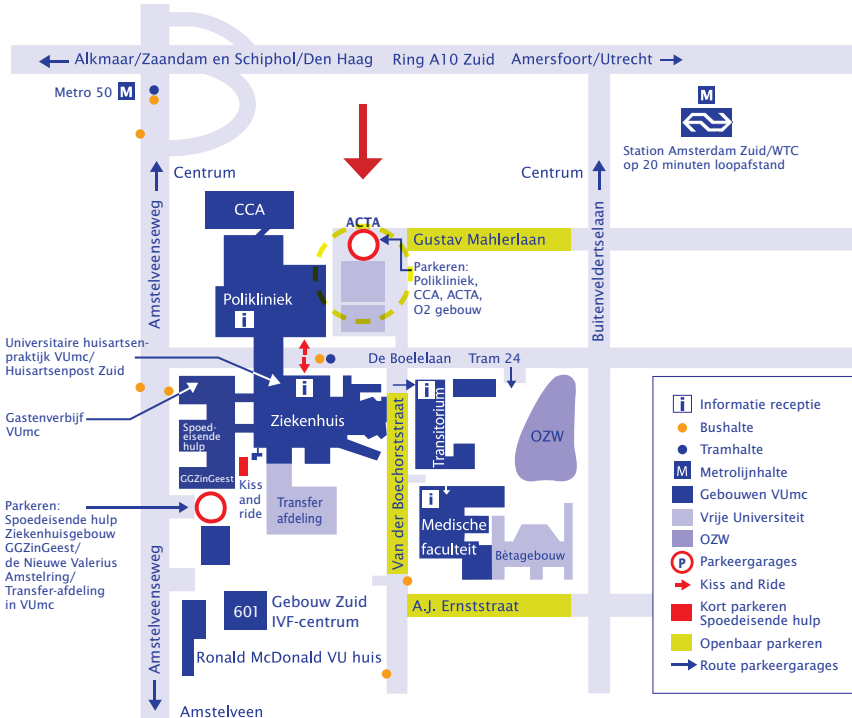 Alkmaar/Zaandam en Schiphol/Den Haag
Ring A10 Zuid
Amersfoort/Utrecht
Metro 50
M
M
Station Amsterdam Zuid/WTC
op 20 minuten loopafstand
Centrum
Centrum
Amstelveenseweg
Buitenveldertselaan
CCA
ACTA
Gustav Mahlerlaan
Parkeren:
Polikliniek,
CCA, ACTA,
O2 gebouw
Polikliniek
i
Universitaire huisartsen-
praktijk VUmc/
Huisartsenpost Zuid
De Boelelaan
Tram 24
i
Ziekenhuis
i
Transitorium
Van der Boechorststraat
OZW
Gastenverbijf
VUmc
Spoed-
eisende
hulp
GGZinGeest
Kiss
and
ride
Transfer
afdeling
i
Medische
faculteit
Bètagebouw
Parkeren:
Spoedeisende hulp
Ziekenhuisgebouw
GGZinGeest/
de Nieuwe Valerius
Amstelring/
Transfer-afdeling
in VUmc
Amstelveenseweg
601
Gebouw Zuid
IVF-centrum
A.J. Ernststraat
Ronald McDonald VU huis
Amstelveen
i Informatie receptie
Bushalte
Tramhalte
M Metrolijnhalte
Gebouwen VUmc
Vrije Universiteit
OZW
P Parkeergarages
Kiss and Ride
Kort parkeren
Spoedeisende hulp
Openbaar parkeren
Route parkeergarages